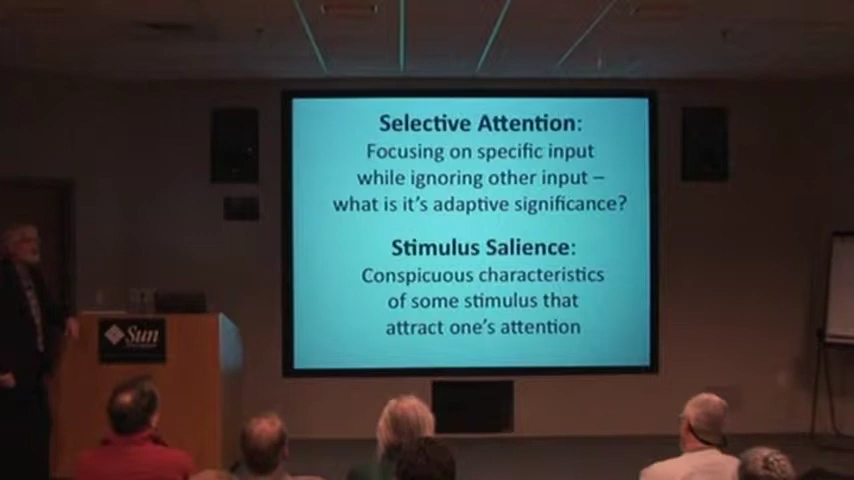 Selective Attention:
Focusing on specific input
while ignoring other input –
what is it's adaptive significance?
Stimulus Salience:
Conspicuous characteristics
of some stimulus that
attract one's attention
Sun